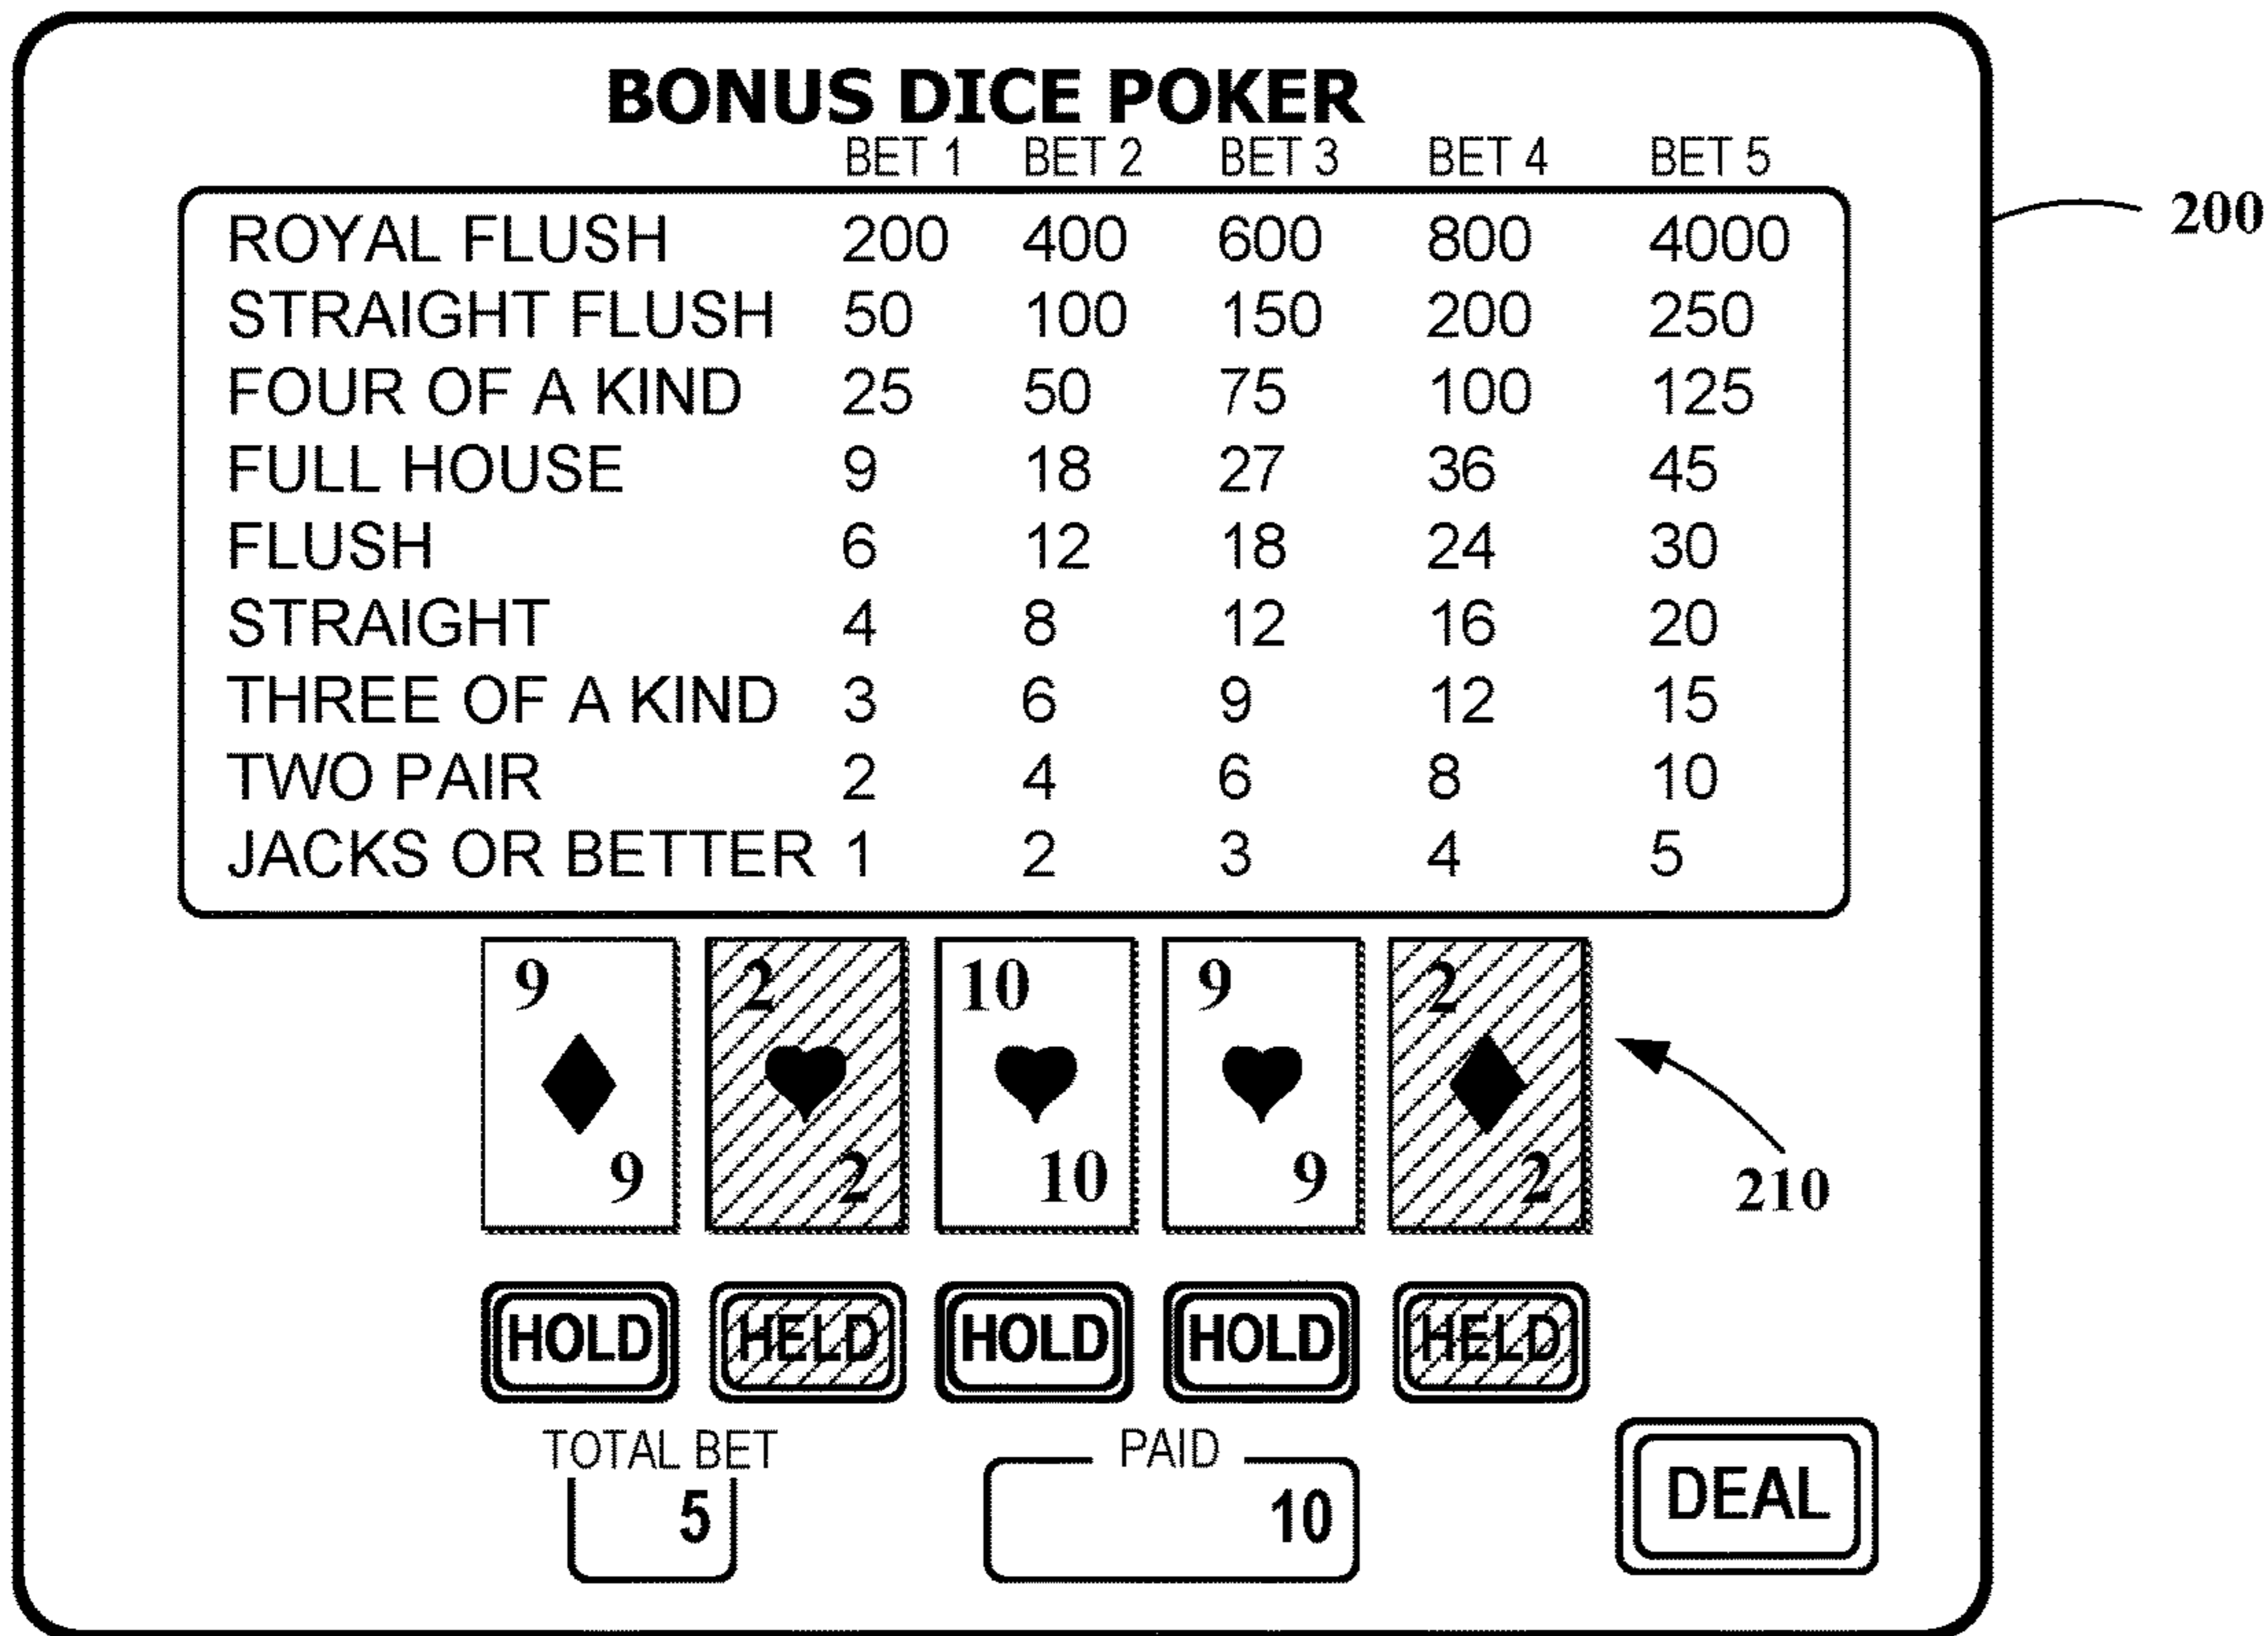 BONUS DICE POKER
BET 1 BET 2 BET 3 BET 4 BET 5
ROYAL FLUSH 200 400 600 800 4000
200
STRAIGHT FLUSH 50 100 150 200 250
FOUR OF A KIND 25 50 75 100 125
FULL HOUSE 9 18 27 36 45
FLUSH 6 12 18 24 30
STRAIGHT 4 8 12 16 20
THREE OF A KIND 3 6 9 12 15
TWO PAIR 2 4 6 8 10
JACKS OR BETTER 1 2 3 4 5
9 2 10 9 2
9 2 10 9 2
210
HOLD HELD HOLD HOLD HELD
TOTAL BET PAID
5 10 DEAL